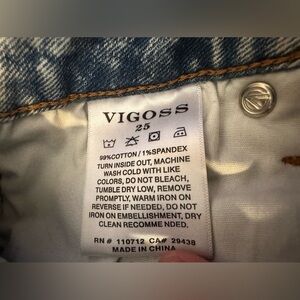 VIGOSS
25
99%COTTON / 1%SPANDEX
TURN INSIDE OUT, MACHINE
WASH COLD WITH LIKE
COLORS, DO NOT BLEACH,
TUMBLE DRY LOW, REMOVE
PROMPTLY, WARM IRON ON
REVERSE IF NEEDED, DO NOT
IRON ON EMBELLISHMENT, DRY
CLEAN RECOMME NDED.
RN # 110712 CA# 29438
MADE IN CHINA